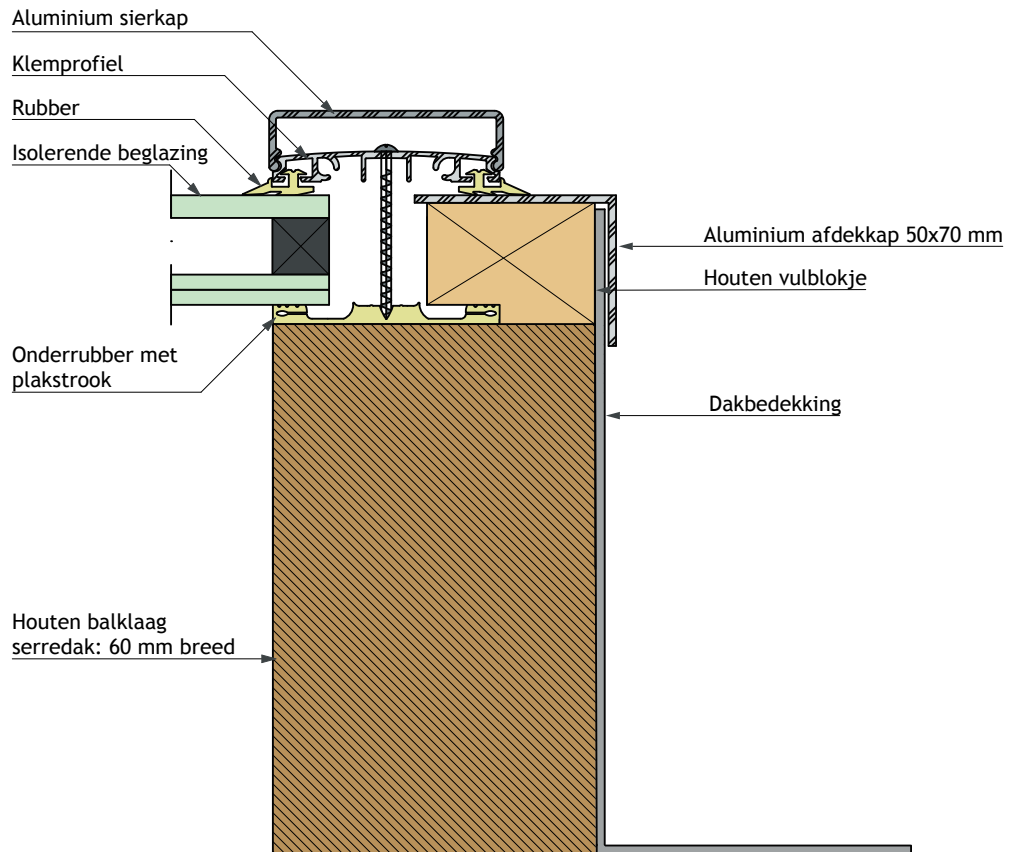 Aluminium sierkap
Klemprofiel
Rubber
Isolerende beglazing
Aluminium afdekkap 50x70 mm
Houten vulblokje
Onderrubber met
plakstrook
Dakbedekking
Houten balklaag
serredak: 60 mm breed